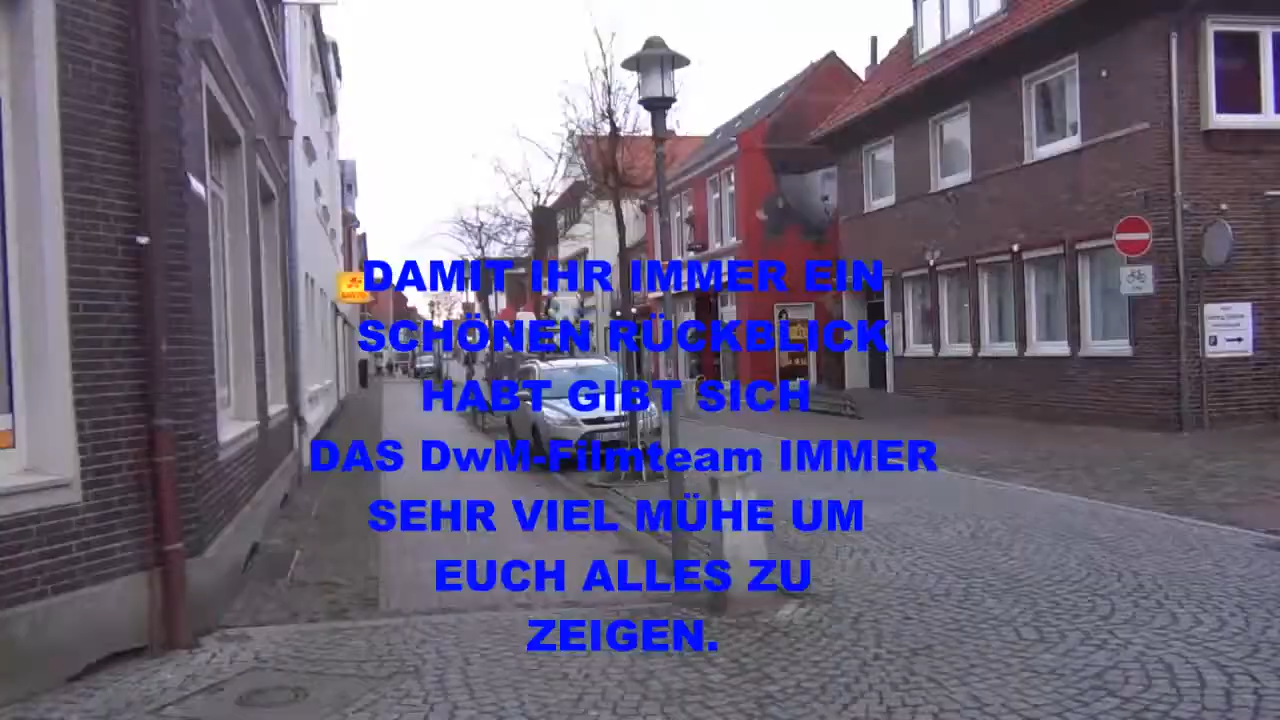 DAMIT IHR IMMER EIN
SCHÖNEN RÜCKBLICK
HABT GIBT SICH
DAS DwM-Filmteam IMMER
SEHR VIEL MÜHE UM
EUCH ALLES ZU
ZEIGEN.